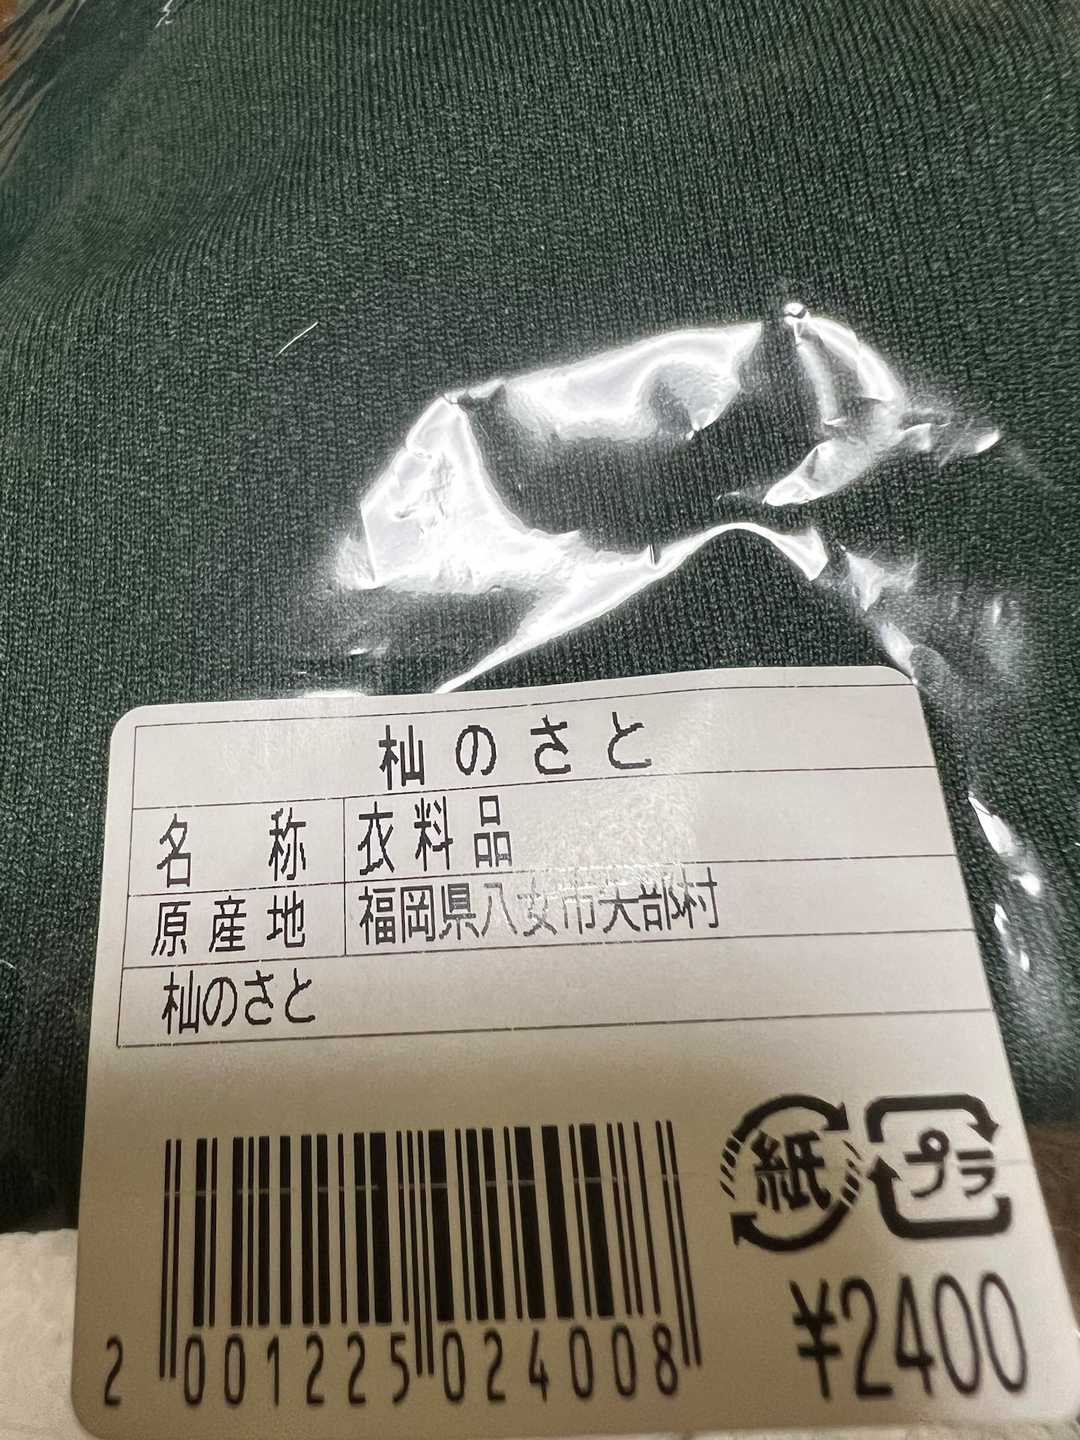 杣のさと
名 称 衣料品
原産地 福岡県八女市矢部村
杣のさと
紙 プラ
¥2400
2 001225 024008